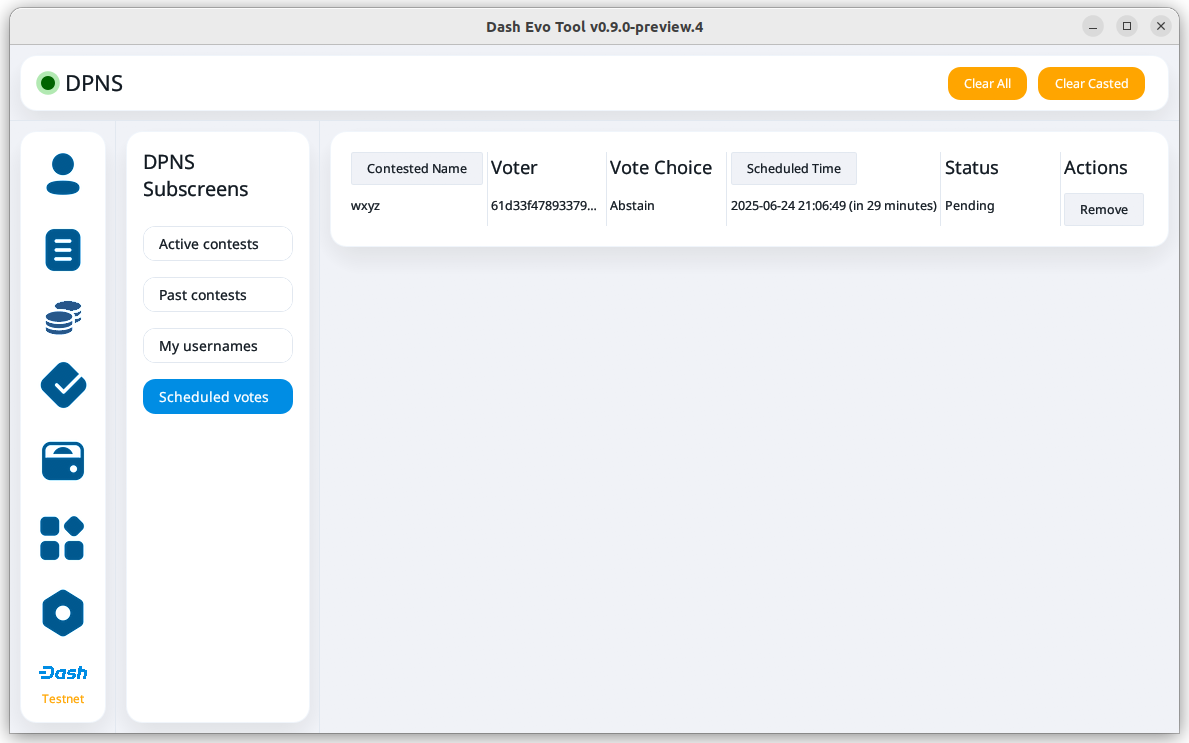 Dash Evo Tool v0.9.0-preview.4
DPNS
Clear All
Clear Casted
DPNS
Subscreens
Active contests
Past contests
My usernames
Scheduled votes
Contested Name
Voter
Vote Choice
Scheduled Time
Status
Actions
wxyz
61d33f47893379...
Abstain
2025-06-24 21:06:49 (in 29 minutes)
Pending
Remove
Dash
Testnet